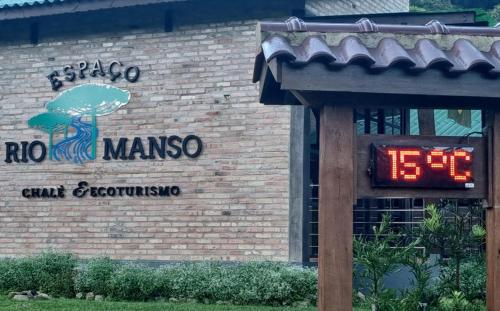 ESPAÇO
RIO MANSO
CHALÉ & ECOTURISMO
15°C